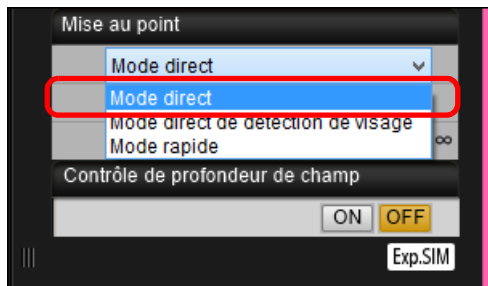 Mise au point
Mode direct
Mode direct
Mode direct de détection de visage
Mode rapide
∞
Contrôle de profondeur de champ
ON OFF
Exp.SIM